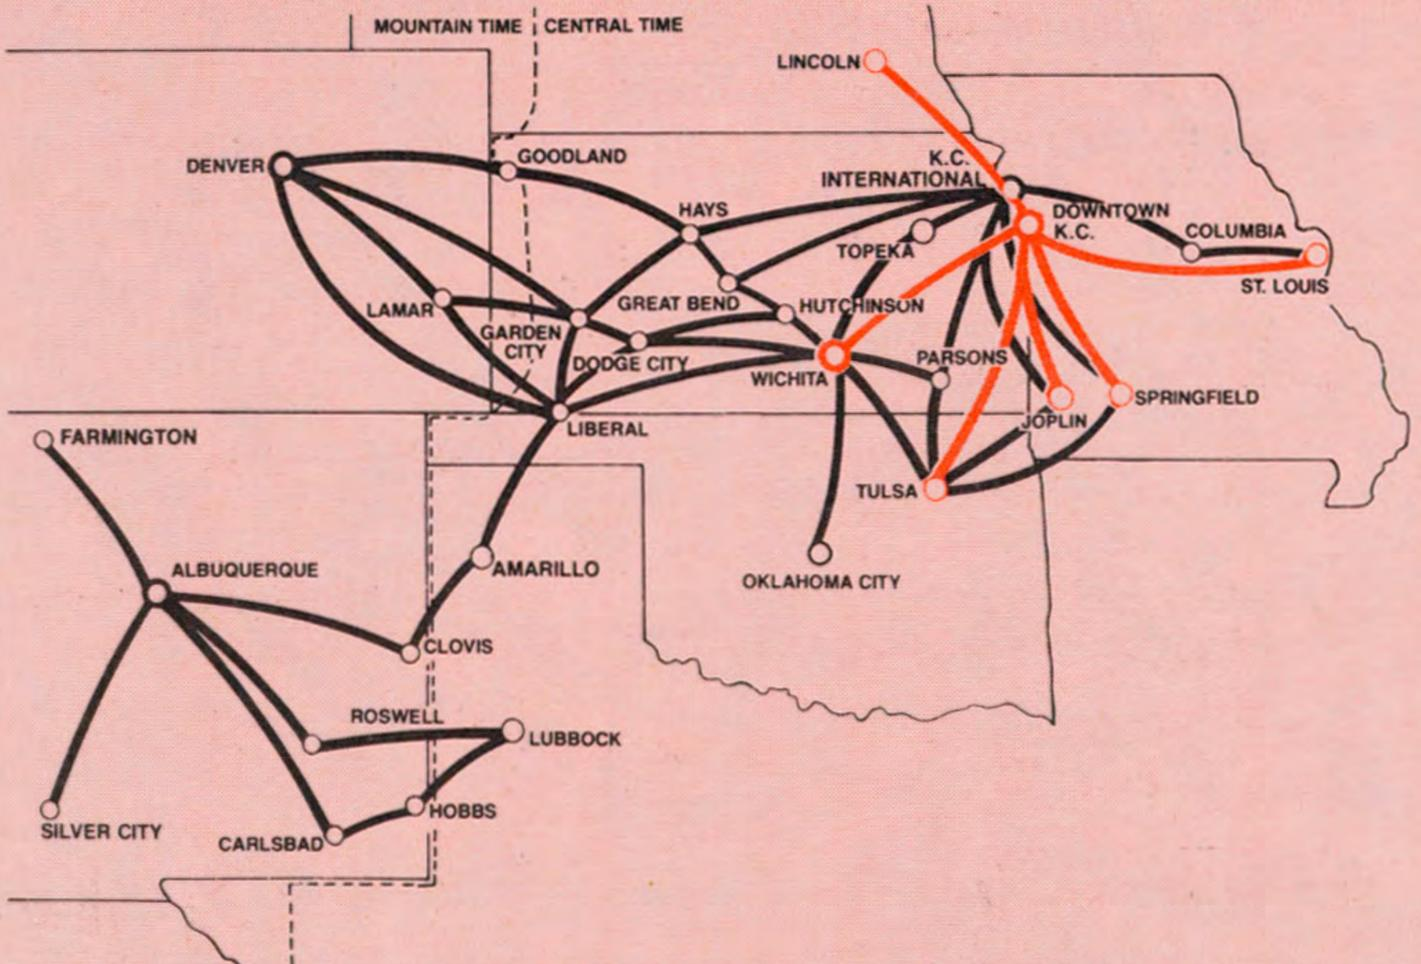 MOUNTAIN TIME
CENTRAL TIME
LINCOLN
DENVER
GOODLAND
K.C.
INTERNATIONAL
HAYS
DOWNTOWN
K.C.
COLUMBIA
TOPEKA
ST. LOUIS
LAMAR
GREAT BEND
HUTCHINSON
GARDEN
CITY
DODGE CITY
WICHITA
PARSONS
SPRINGFIELD
JOPLIN
LIBERAL
FARMINGTON
TULSA
ALBUQUERQUE
AMARILLO
OKLAHOMA CITY
CLOVIS
ROSWELL
LUBBOCK
HOBBS
SILVER CITY
CARLSBAD